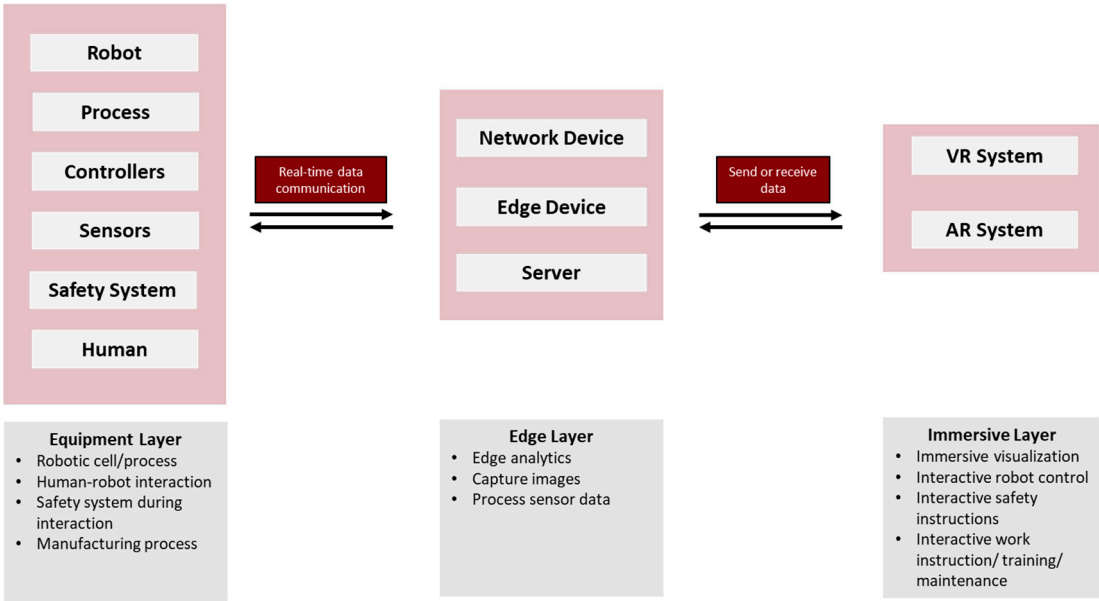 Robot
Process
Controllers
Sensors
Safety System
Human
Real-time data
communication
Network Device
Edge Device
Server
Send or receive
data
VR System
AR System
Equipment Layer
• Robotic cell/process
• Human-robot interaction
• Safety system during
interaction
• Manufacturing process
Edge Layer
• Edge analytics
• Capture images
• Process sensor data
Immersive Layer
• Immersive visualization
• Interactive robot control
• Interactive safety
instructions
• Interactive work
instruction/ training/
maintenance